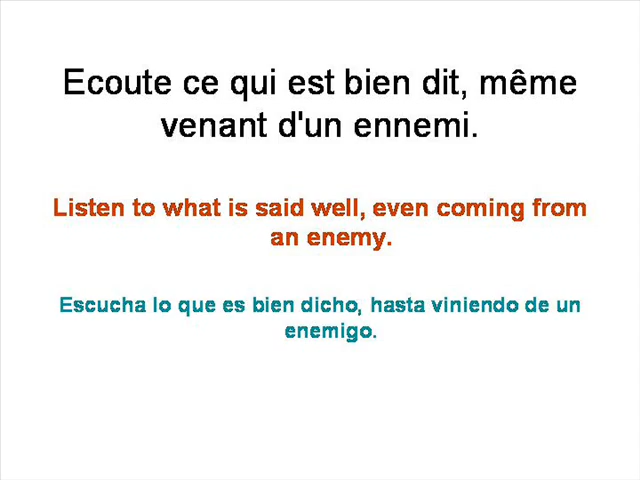 Ecoute ce qui est bien dit, même
venant d'un ennemi.
Listen to what is said well, even coming from
an enemy.
Escucha lo que es bien dicho, hasta viniendo de un
enemigo.